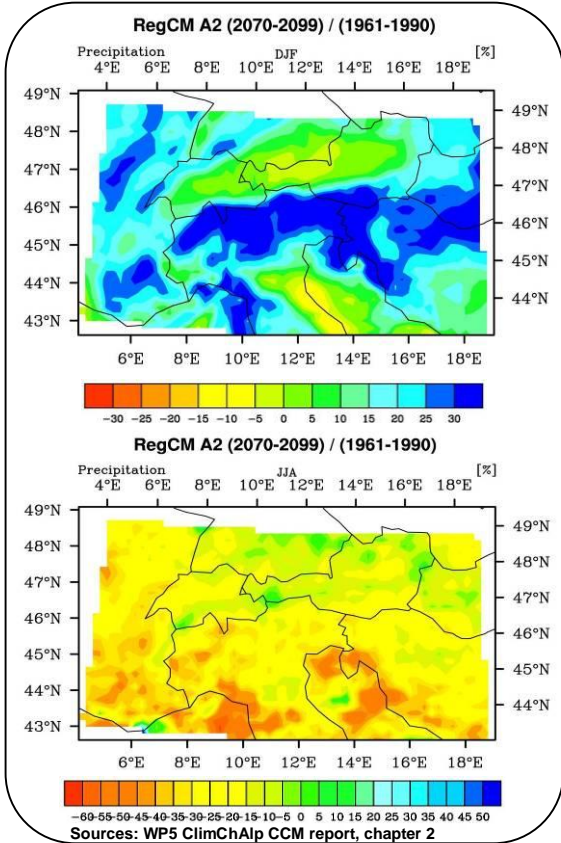 RegCM A2 (2070-2099) / (1961-1990)
Precipitation DJF [%]
4°E 6°E 8°E 10°E 12°E 14°E 16°E 18°E
49°N
49°N
48°N
48°N
47°N
47°N
46°N
46°N
45°N
45°N
44°N
44°N
43°N
6°E 8°E 10°E 12°E 14°E 16°E 18°E
-30 -25 -20 -15 -10 -5 0 5 10 15 20 25 30
RegCM A2 (2070-2099) / (1961-1990)
Precipitation JJA [%]
4°E 6°E 8°E 10°E 12°E 14°E 16°E 18°E
49°N
49°N
48°N
48°N
47°N
47°N
46°N
46°N
45°N
45°N
44°N
44°N
43°N
6°E 8°E 10°E 12°E 14°E 16°E 18°E
-60-55-50-45-40-35-30-25-20-15-10-5 0 5 10 15 20 25 30 35 40 45 50
Sources: WP5 ClimChAlp CCM report, chapter 2